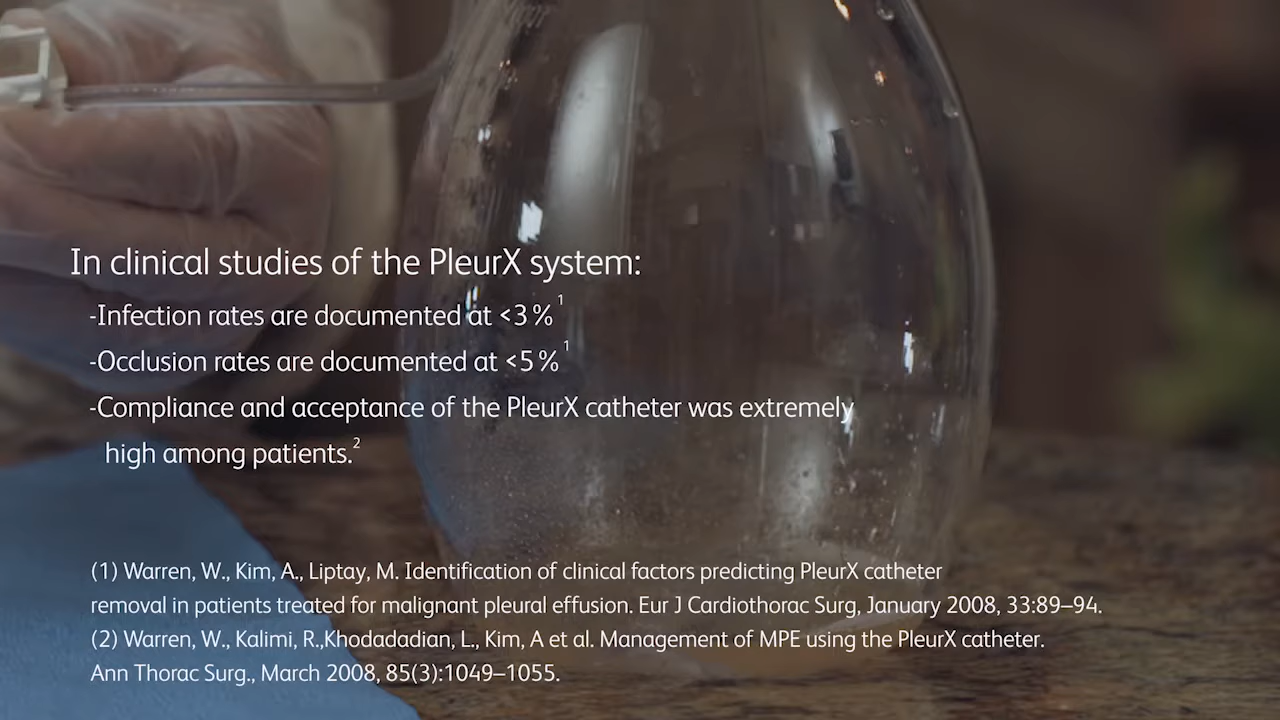 In clinical studies of the PleurX system:
-Infection rates are documented at <3%¹
-Occlusion rates are documented at <5%¹
-Compliance and acceptance of the PleurX catheter was extremely
high among patients.²
(1) Warren, W., Kim, A., Liptay, M. Identification of clinical factors predicting PleurX catheter
removal in patients treated for malignant pleural effusion. Eur J Cardiothorac Surg, January 2008, 33:89–94.
(2) Warren, W., Kalimi, R.,Khodadadian, L., Kim, A et al. Management of MPE using the PleurX catheter.
Ann Thorac Surg., March 2008, 85(3):1049–1055.